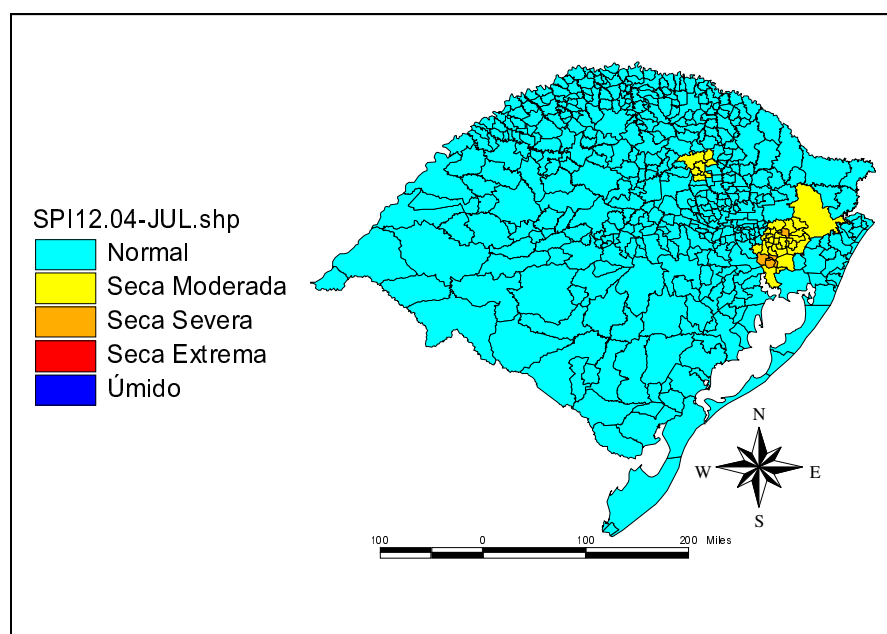 SPI12.04-JUL.shp
Normal
Seca Moderada
Seca Severa
Seca Extrema
Úmido
N
W E
S
100 0 100 200 Miles